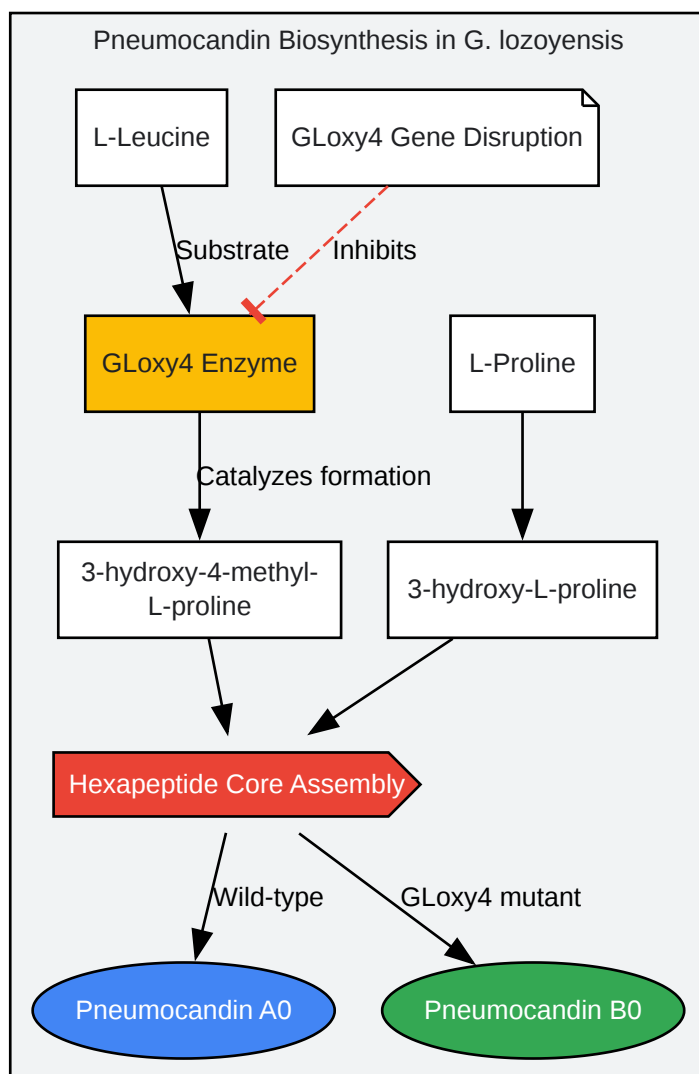 Pneumocandin Biosynthesis in G. lozoyensis
L-Leucine
GLoxy4 Gene Disruption
Substrate
Inhibits
GLoxy4 Enzyme
L-Proline
Catalyzes formation
3-hydroxy-4-methyl-
L-proline
3-hydroxy-L-proline
Hexapeptide Core Assembly
Wild-type
GLoxy4 mutant
Pneumocandin A0
Pneumocandin B0